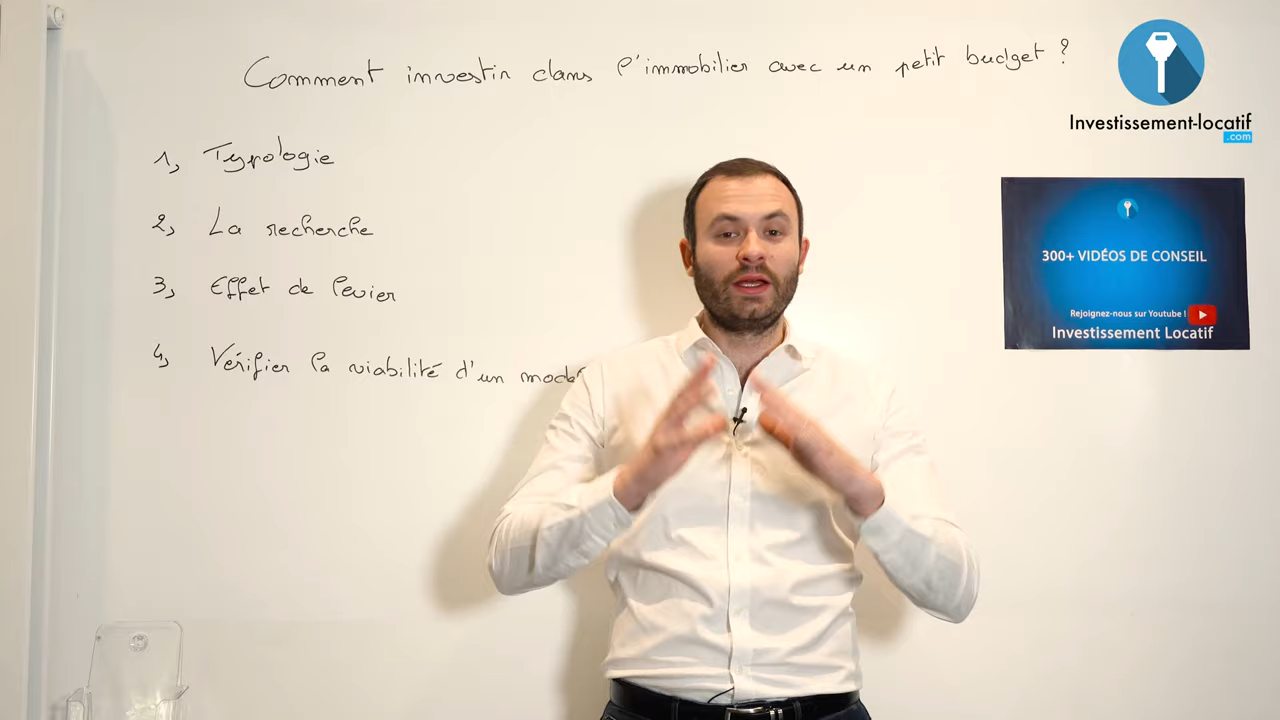 Comment investir dans l'immobilier avec un petit budget ?
1, Typologie
2, La recherche
3, Effet de levier
4, Vérifier la viabilité d'un
Investissement-locatif
.com
300+ VIDÉOS DE CONSEIL
Rejoignez-nous sur Youtube !
Investissement Locatif